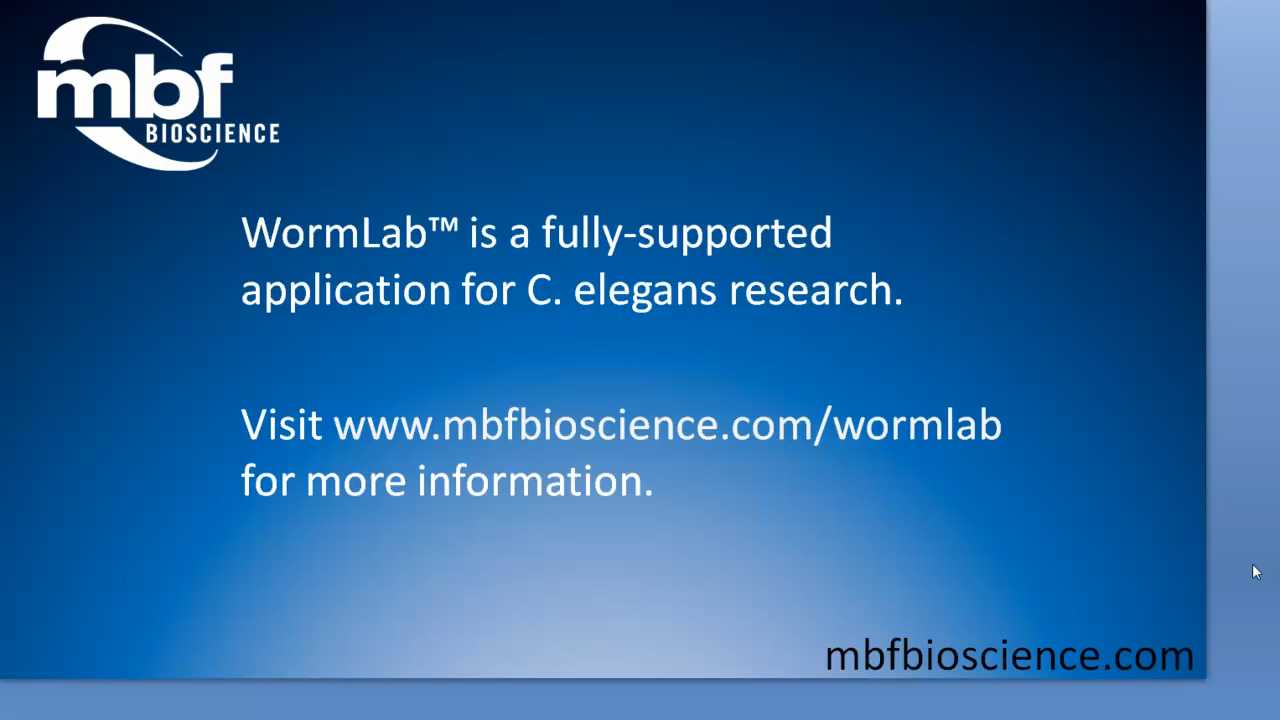 mbf
BIOSCIENCE
WormLab™ is a fully-supported
application for C. elegans research.
Visit www.mbfbioscience.com/wormlab
for more information.
mbfbioscience.com